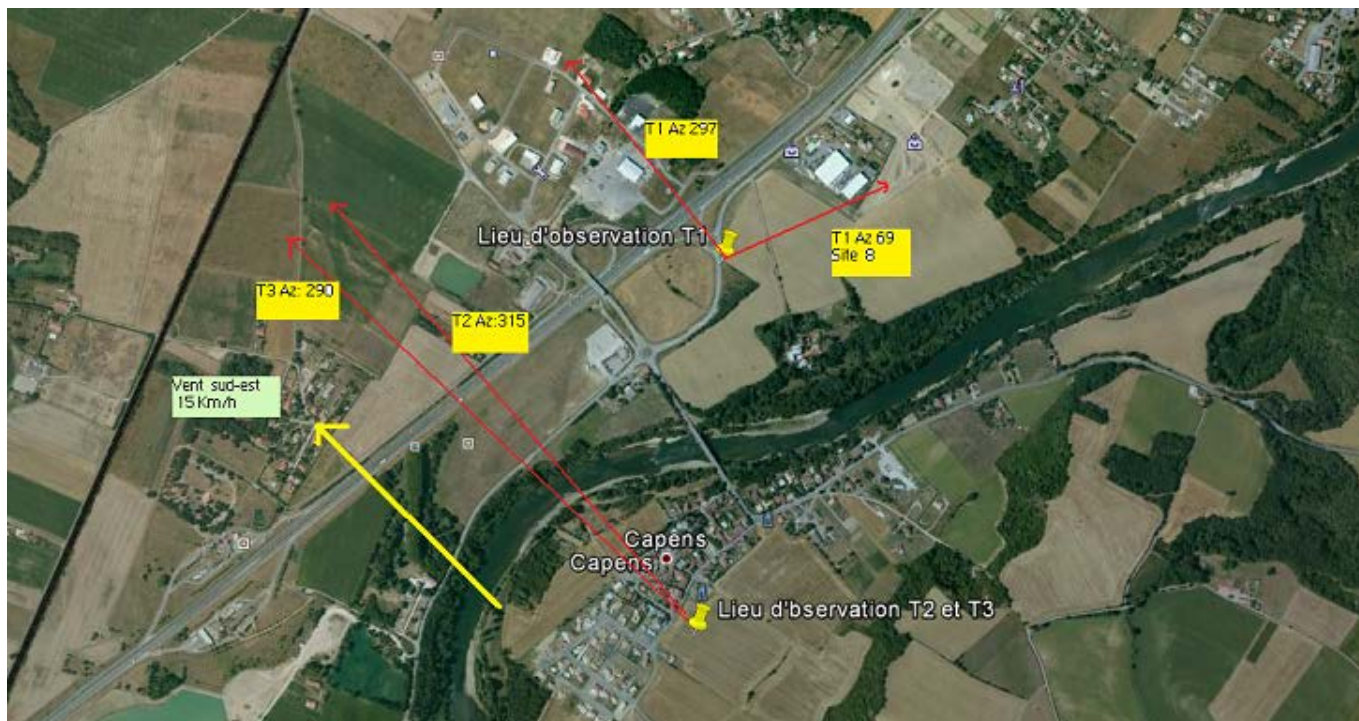 T1 Az 297
Lieu d'observation T1
T1 Az 69
Site 8
T3 Az: 290
T2 Az:315
Vent sud-est
15 Km/h
Capens
Capens
Lieu d'bservation T2 et T3